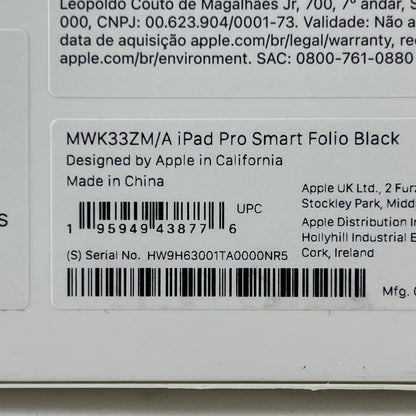 Leopoldo Couto de Magalhães Jr, 700, 7º andar, S
000, CNPJ: 00.623.904/0001-73. Validade: Não a
data de aquisição apple.com/br/legal/warranty, rec
apple.com/br/environment. SAC: 0800-761-0880
S
MWK33ZM/A iPad Pro Smart Folio Black
Designed by Apple in California
Made in China
UPC
1 95949 43877 6
(S) Serial No. HW9H63001TA0000NR5
Apple UK Ltd., 2 Furz
Stockley Park, Midd
Apple Distribution In
Hollyhill Industrial E
Cork, Ireland
Mfg.